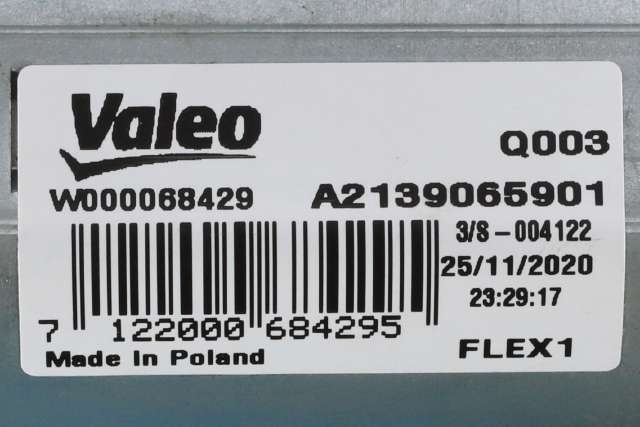 Valeo
Q003
W000068429 A2139065901
3/S-004122
25/11/2020
23:29:17
7 122000 684295
Made in Poland
FLEX1